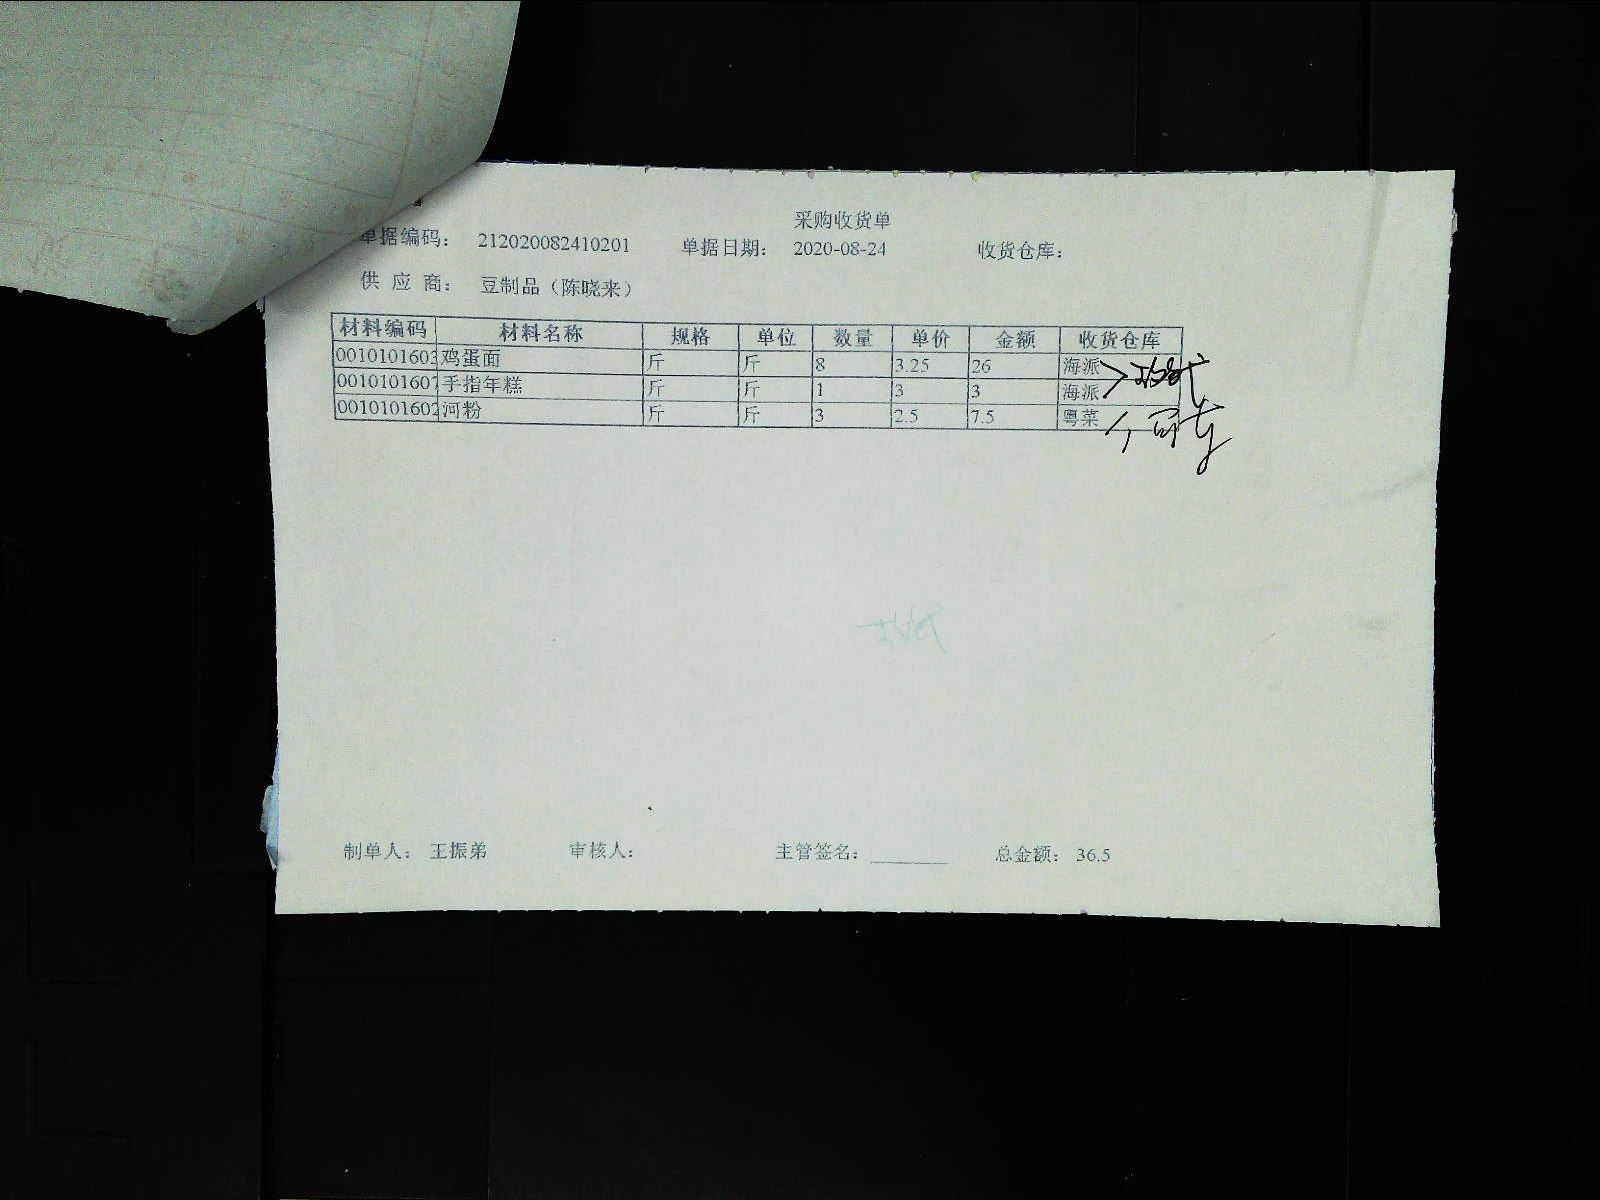 采购收货单
单据编码： 212020082410201 单据日期： 2020-08-24 收货仓库：
供 应 商： 豆制品（陈晓来）
材料编码 材料名称 规格 单位 数量 单价 金额 收货仓库
0010101603 鸡蛋面 斤 斤 8 3.25 26 海派
0010101607 手指年糕 斤 斤 1 3 3 海派
0010101602 河粉 斤 斤 3 2.5 7.5 粤菜
制单人： 王振弟 审核人： 主管签名： 总金额： 36.5